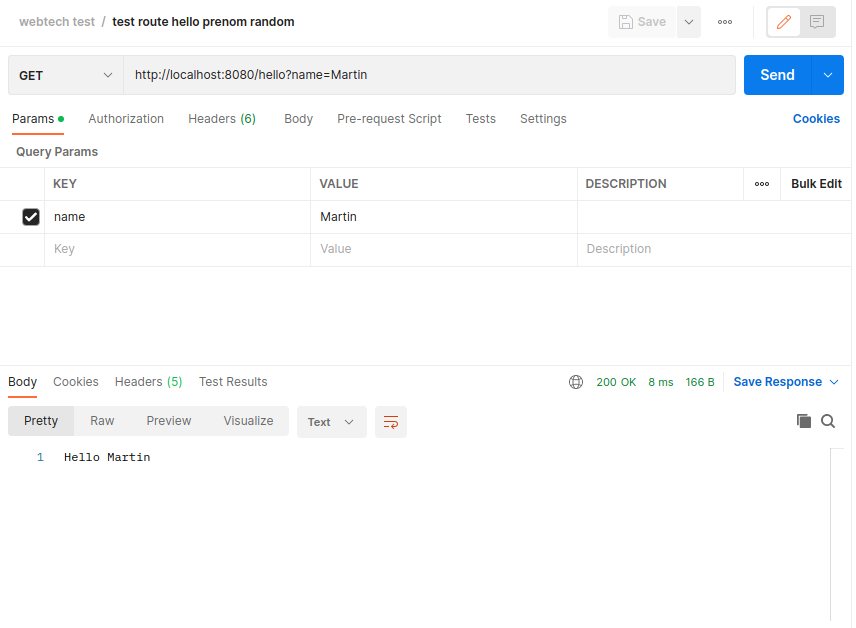 webtech test / test route hello prenom random Save
GET http://localhost:8080/hello?name=Martin Send
Params Authorization Headers (6) Body Pre-request Script Tests Settings Cookies
Query Params
KEY VALUE DESCRIPTION Bulk Edit
name Martin
Key Value Description
Body Cookies Headers (5) Test Results 200 OK 8 ms 166 B Save Response
Pretty Raw Preview Visualize Text
1 Hello Martin